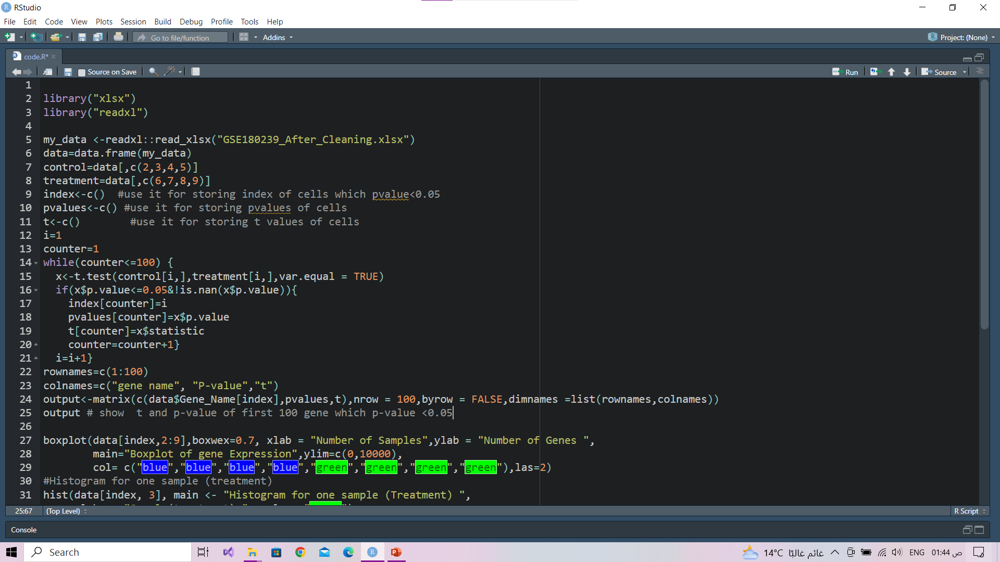 RStudio
File Edit Code View Plots Session Build Debug Profile Tools Help
Go to file/function Addins Project: (None)
code.R*
Source on Save Run Source
1
2 library("xlsx")
3 library("readxl")
4
5 my_data <-readxl::read_xlsx("GSE180239_After_Cleaning.xlsx")
6 data=data.frame(my_data)
7 control=data[,c(2,3,4,5)]
8 treatment=data[,c(6,7,8,9)]
9 index<-c()  #use it for storing index of cells which pvalue<0.05
10 pvalues<-c() #use it for storing pvalues of cells
11 t<-c()        #use it for storing t values of cells
12 i=1
13 counter=1
14 while(counter<=100) {
15   x<-t.test(control[i,],treatment[i,],var.equal = TRUE)
16   if(x$p.value<=0.05&!is.nan(x$p.value)){
17     index[counter]=i
18     pvalues[counter]=x$p.value
19     t[counter]=x$statistic
20     counter=counter+1}
21   i=i+1}
22 rownames=c(1:100)
23 colnames=c("gene name", "P-value","t")
24 output<-matrix(c(data$Gene_Name[index],pvalues,t),nrow = 100,byrow = FALSE,dimnames =list(rownames,colnames))
25 output # show  t and p-value of first 100 gene which p-value <0.05
26
27 boxplot(data[index,2:9],boxwex=0.7, xlab = "Number of Samples",ylab = "Number of Genes ",
28         main="Boxplot of gene Expression",ylim=c(0,10000),
29         col= c("blue","blue","blue","blue","green","green","green","green"),las=2)
30 #Histogram for one sample (treatment)
31 hist(data[index, 3], main <- "Histogram for one sample (Treatment) ",
25:67 (Top Level) R Script
Console
Search 14°C غائم غالبًا ENG 01:44 ص